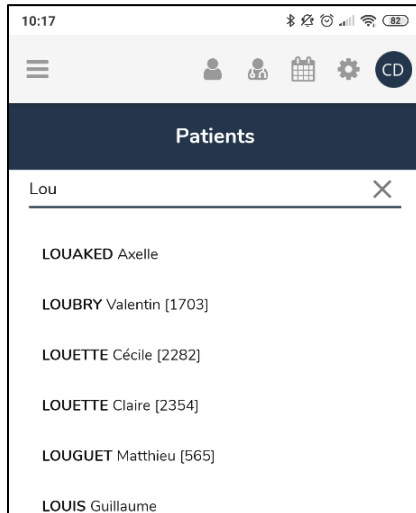 10:17 82
CD
Patients
Lou
LOUAKED Axelle
LOUBRY Valentin [1703]
LOUETTE Cécile [2282]
LOUETTE Claire [2354]
LOUGUET Matthieu [565]
LOUIS Guillaume